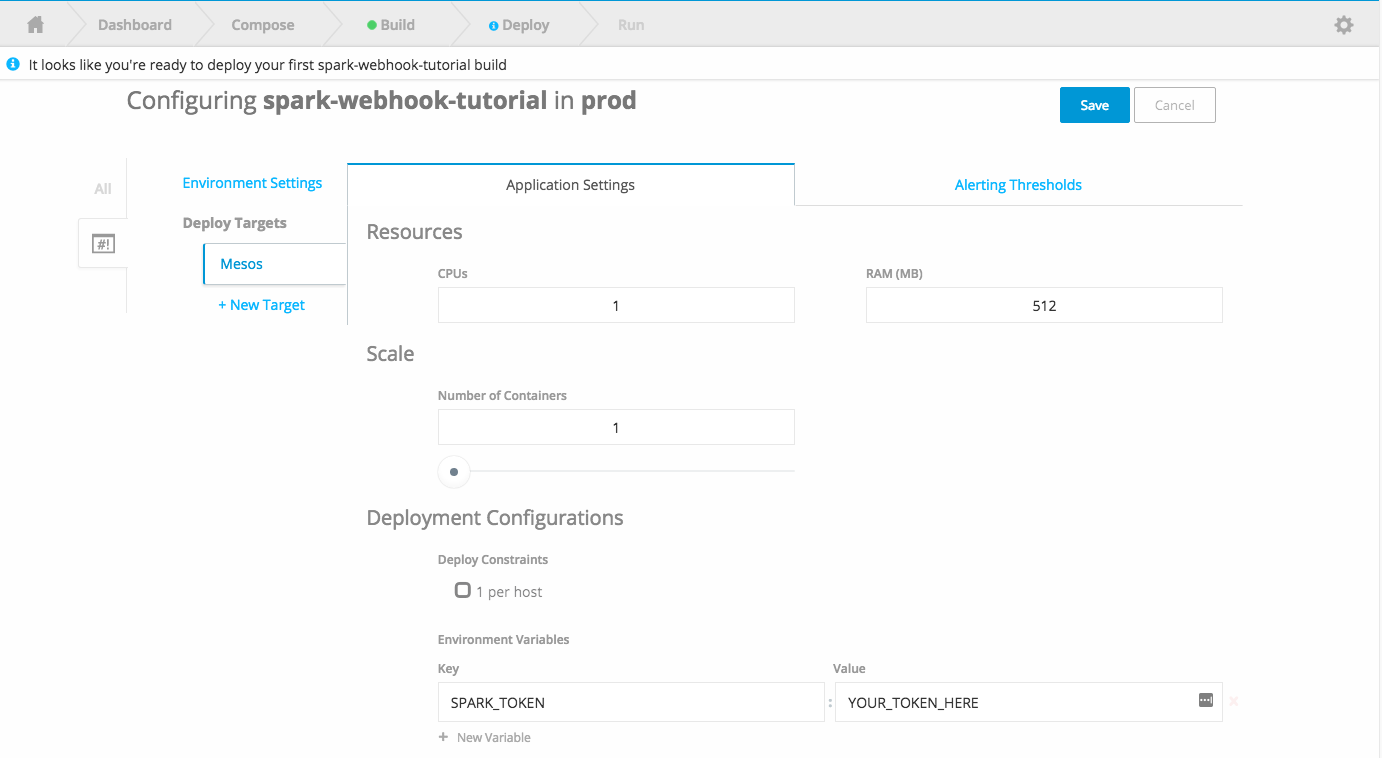 Dashboard Compose Build Deploy Run
It looks like you're ready to deploy your first spark-webhook-tutorial build
Configuring spark-webhook-tutorial in prod
Save Cancel
All
#!
Environment Settings
Deploy Targets
Mesos
+ New Target
Application Settings Alerting Thresholds
Resources
CPUs RAM (MB)
1 512
Scale
Number of Containers
1
Deployment Configurations
Deploy Constraints
1 per host
Environment Variables
Key Value
SPARK_TOKEN : YOUR_TOKEN_HERE
+ New Variable